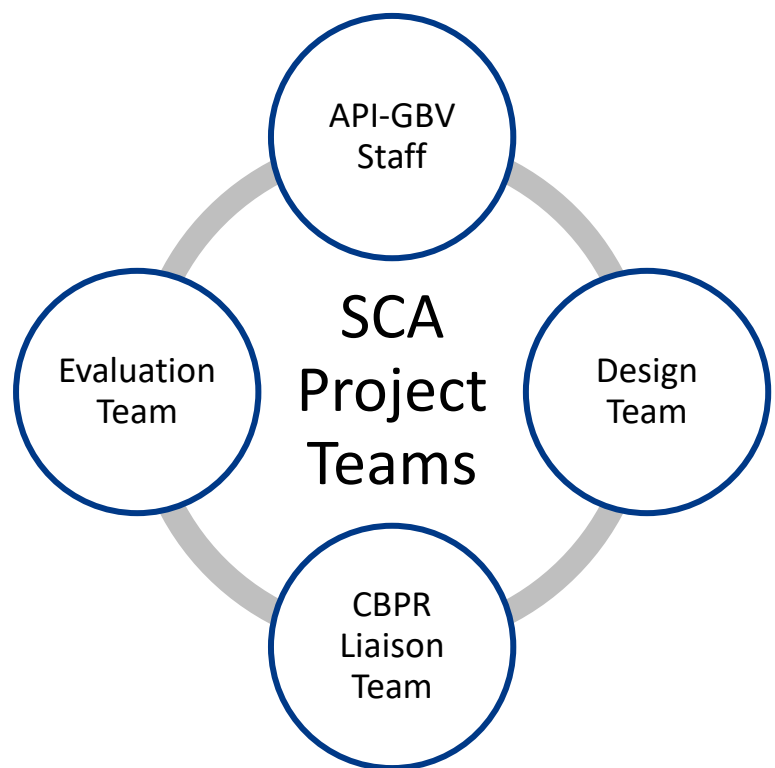 API-GBV
Staff
SCA
Project
Teams
Evaluation
Team
Design
Team
CBPR
Liaison
Team